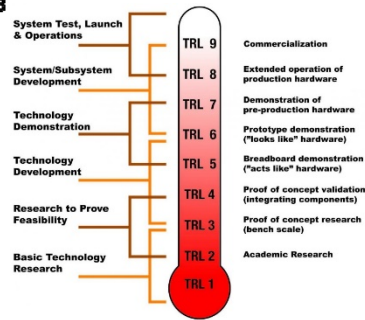 B
System Test, Launch
& Operations
System/Subsystem
Development
Technology
Demonstration
Technology
Development
Research to Prove
Feasibility
Basic Technology
Research
TRL 9
TRL 8
TRL 7
TRL 6
TRL 5
TRL 4
TRL 3
TRL 2
TRL 1
Commercialization
Extended operation of
production hardware
Demonstration of
pre-production hardware
Prototype demonstration
("looks like" hardware)
Breadboard demonstration
("acts like" hardware)
Proof of concept validation
(integrating components)
Proof of concept research
(bench scale)
Academic Research